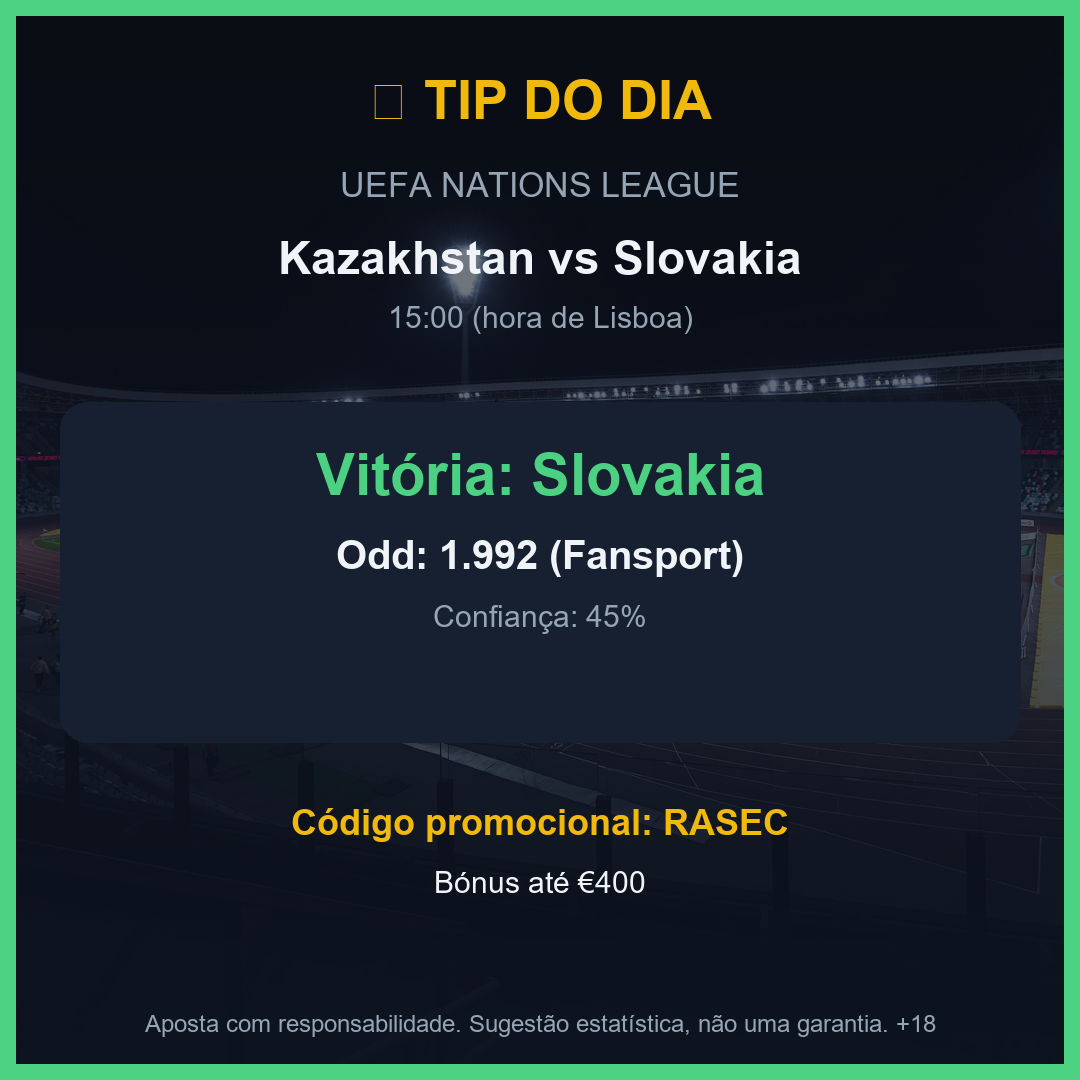 TIP DO DIA
UEFA NATIONS LEAGUE
Kazakhstan vs Slovakia
15:00 (hora de Lisboa)
Vitória: Slovakia
Odd: 1.992 (Fansport)
Confiança: 45%
Código promocional: RASEC
Bónus até €400
Aposta com responsabilidade. Sugestão estatística, não uma garantia. +18